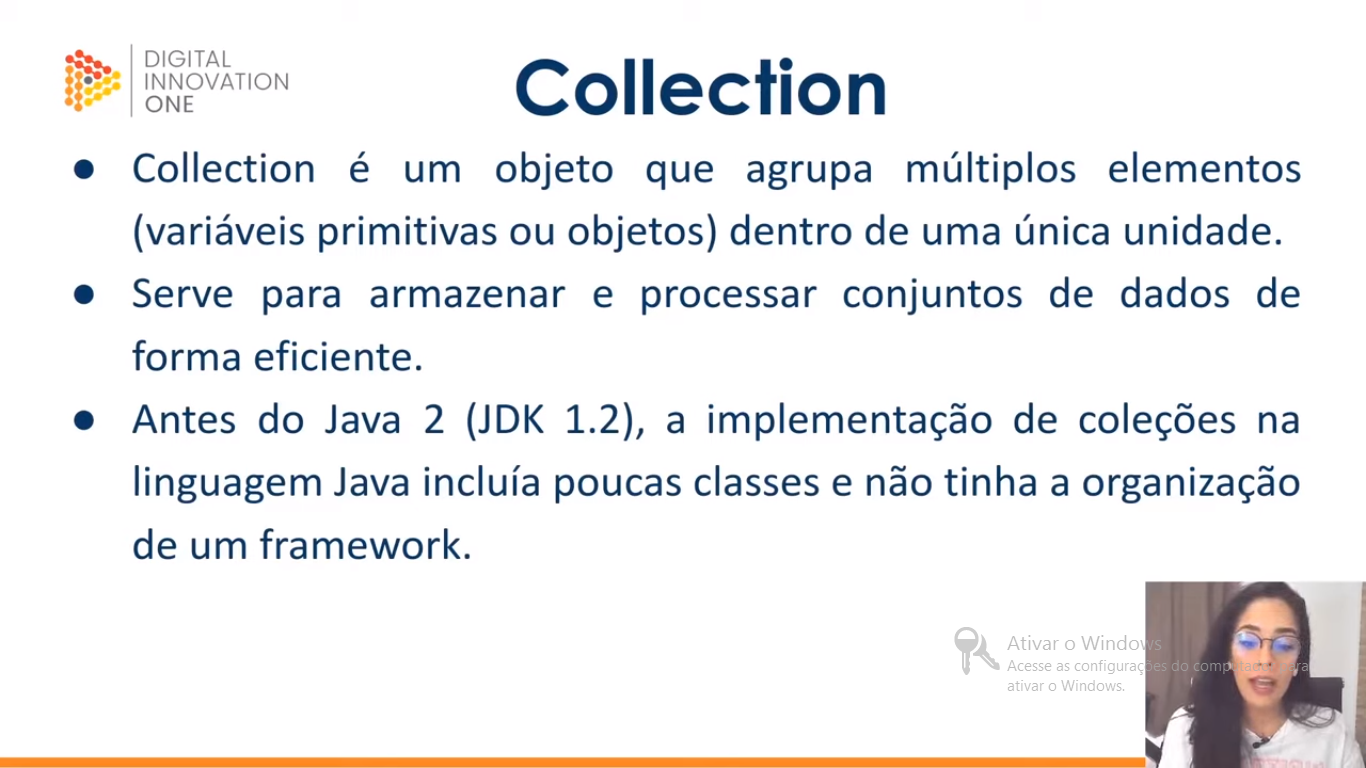 DIGITAL
INNOVATION
ONE
Collection
● Collection é um objeto que agrupa múltiplos elementos
(variáveis primitivas ou objetos) dentro de uma única unidade.
● Serve para armazenar e processar conjuntos de dados de
forma eficiente.
● Antes do Java 2 (JDK 1.2), a implementação de coleções na
linguagem Java incluía poucas classes e não tinha a organização
de um framework.
Ativar o Windows
Acesse as configurações do computador para
ativar o Windows.